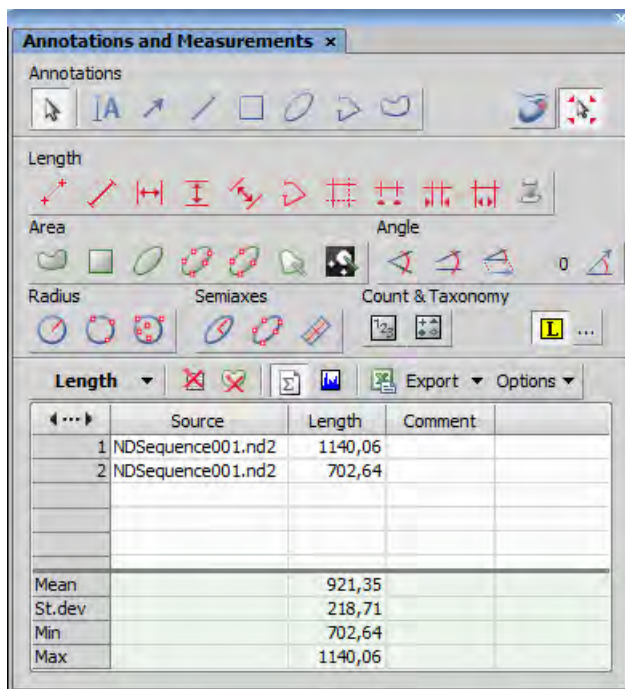 Annotations and Measurements ×
Annotations
A
Length
Area Angle
0
Radius Semiaxes Count & Taxonomy
123 L ...
Length Σ Export Options
Source Length Comment
1 NDSequence001.nd2 1140,06
2 NDSequence001.nd2 702,64
Mean 921,35
St.dev 218,71
Min 702,64
Max 1140,06